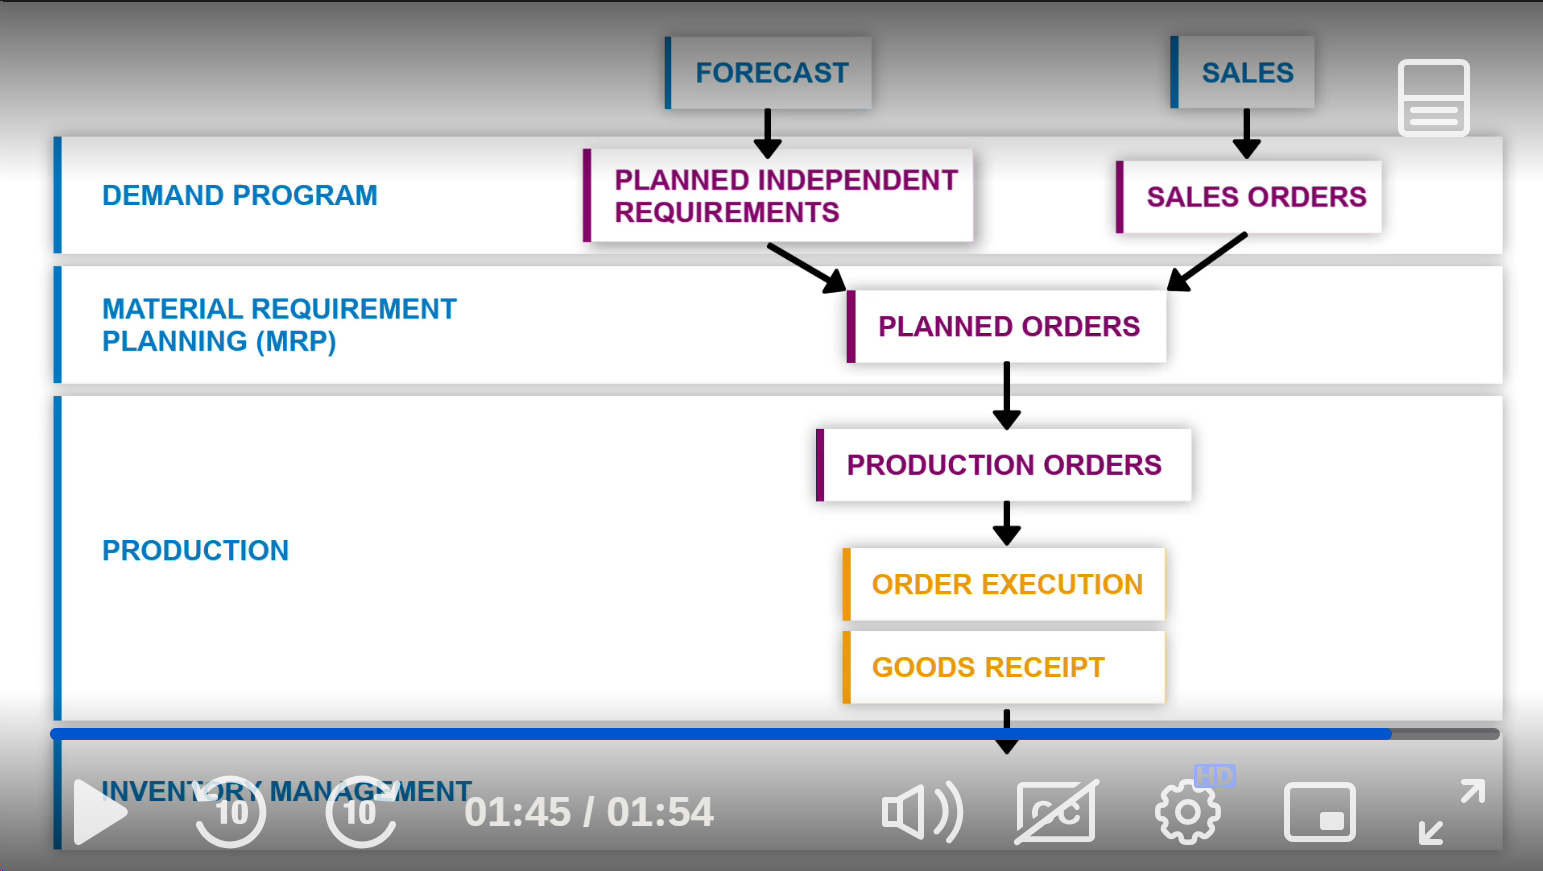 FORECAST
SALES
DEMAND PROGRAM
PLANNED INDEPENDENT
REQUIREMENTS
SALES ORDERS
MATERIAL REQUIREMENT
PLANNING (MRP)
PLANNED ORDERS
PRODUCTION ORDERS
PRODUCTION
ORDER EXECUTION
GOODS RECEIPT
INVENTORY MANAGEMENT
10
10
01:45 / 01:54
CC
HD